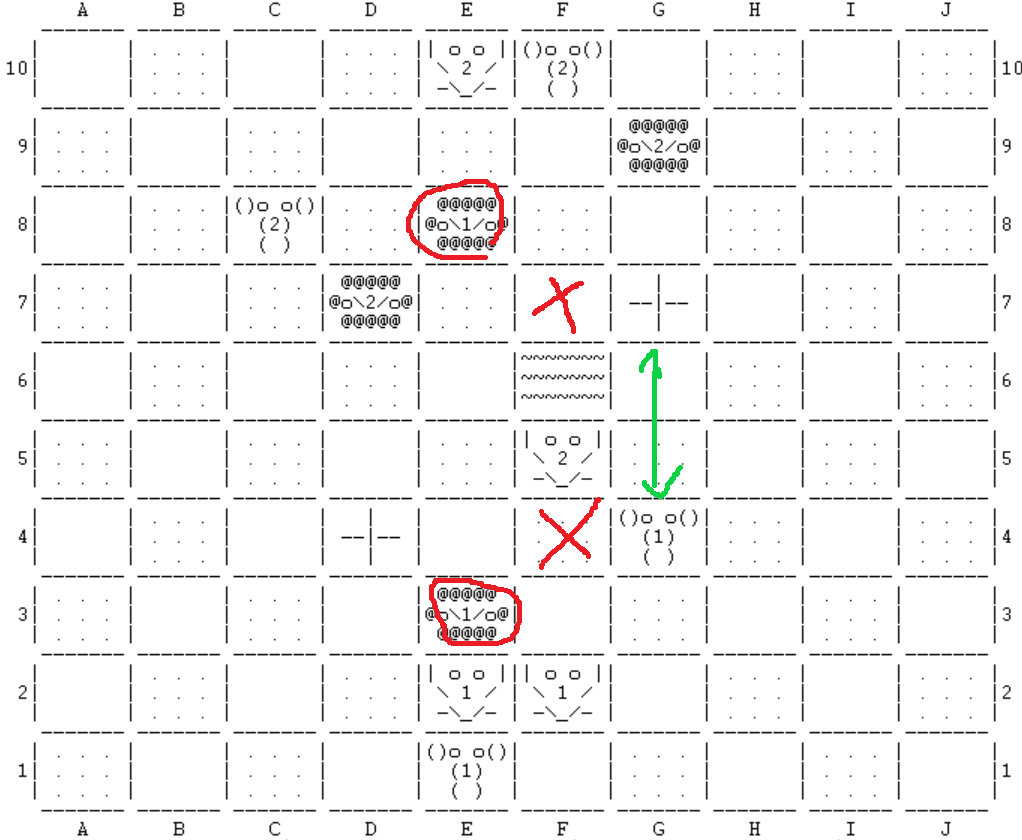 A B C D E F G H I J
10 | o o | ()o o() 10
\ 2 / (2)
-\_/- ( )
9 @@@@@ 9
@o\2/o@
@@@@@
8 ()o o() @@@@@ 8
(2) @o\1/o@
( ) @@@@@
7 @@@@@ 7
@o\2/o@ --|--
@@@@@ |
6 ~~~~~~~~ 6
~~~~~~~~
~~~~~~~~
5 | o o | 5
\ 2 /
-\_/-
4 | ()o o() 4
--|-- (1)
| ( )
3 @@@@@ 3
@o\1/o@
@@@@@
2 | o o | | o o | 2
\ 1 / \ 1 /
-\_/- -\_/-
1 ()o o() 1
(1)
( )
A B C D E F G H I J